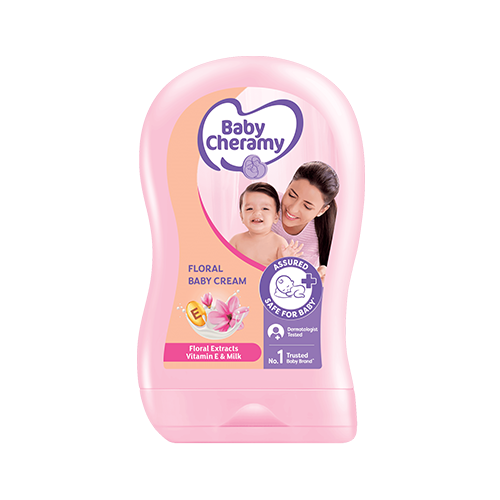 Baby
Cheramy
FLORAL
BABY CREAM
E
Floral Extracts
Vitamin E & Milk
ASSURED
SAFE FOR BABY*
Dermatologist
Tested
No.1 Trusted
Baby Brand*